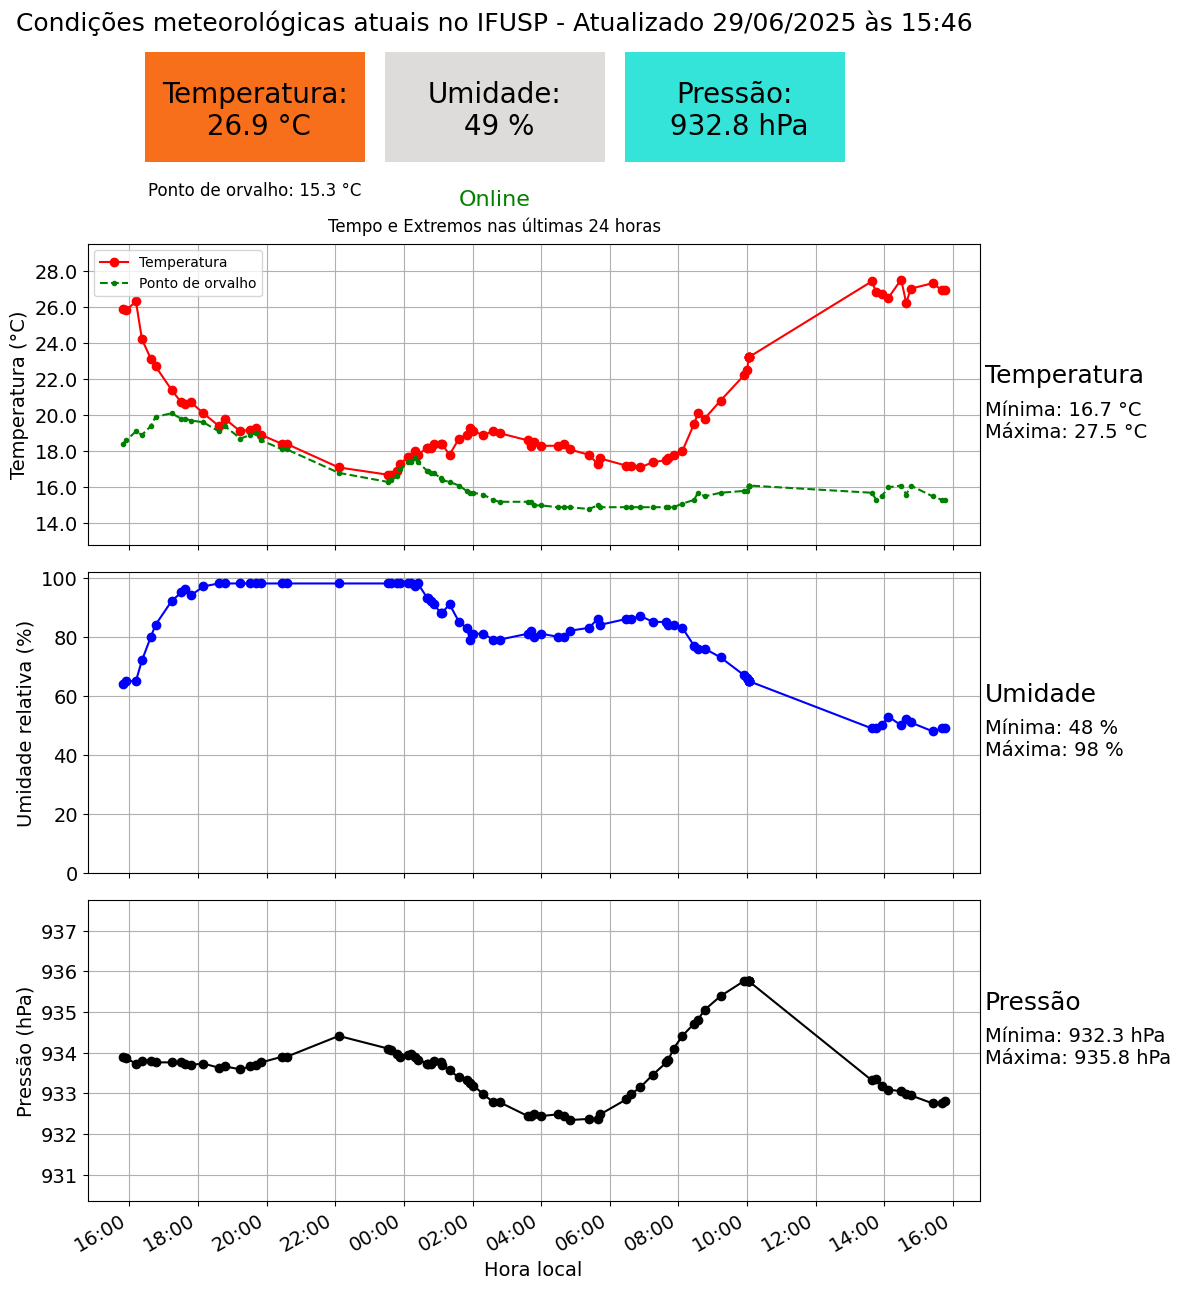 Condições meteorológicas atuais no IFUSP - Atualizado 29/06/2025 às 15:46
Temperatura:
26.9 °C
Umidade:
49 %
Pressão:
932.8 hPa
Ponto de orvalho: 15.3 °C
Online
Tempo e Extremos nas últimas 24 horas
Temperatura
Ponto de orvalho
Temperatura (°C)
28.0
26.0
24.0
22.0
20.0
18.0
16.0
14.0
Temperatura
Mínima: 16.7 °C
Máxima: 27.5 °C
Umidade relativa (%)
100
80
60
40
20
0
Umidade
Mínima: 48 %
Máxima: 98 %
Pressão (hPa)
937
936
935
934
933
932
931
Pressão
Mínima: 932.3 hPa
Máxima: 935.8 hPa
16:00 18:00 20:00 22:00 00:00 02:00 04:00 06:00 08:00 10:00 12:00 14:00 16:00
Hora local